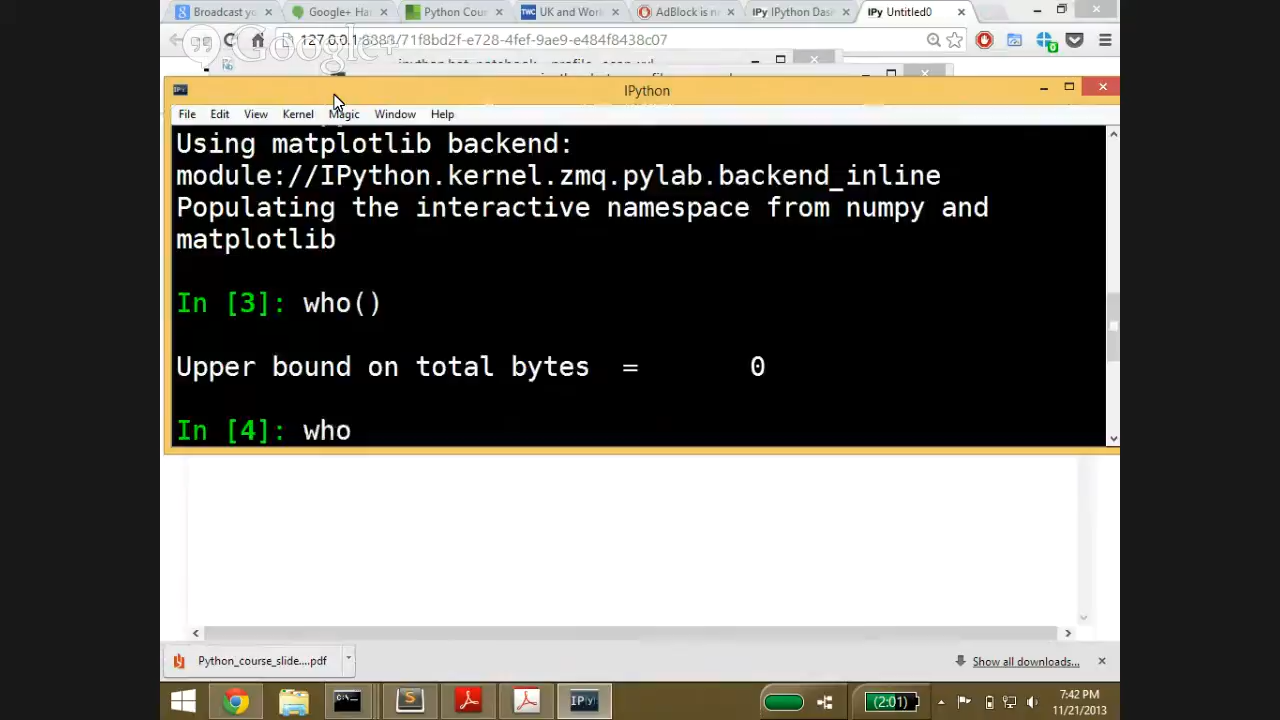 Broadcast yo
Google+ Ha
Python Cou
UK and Worl
AdBlock is n
IPy IPython Das
IPy Untitled0
127.0.0.1:8888/71f8bd2f-e728-4fef-9ae9-e484f8438c07
Google+
IPython
File Edit View Kernel Magic Window Help
Using matplotlib backend:
module://IPython.kernel.zmq.pylab.backend_inline
Populating the interactive namespace from numpy and
matplotlib
In [3]: who()
Upper bound on total bytes = 0
In [4]: who
Python_course_slide....pdf
Show all downloads...
IP[y]
(2:01)
7:42 PM
11/21/2013